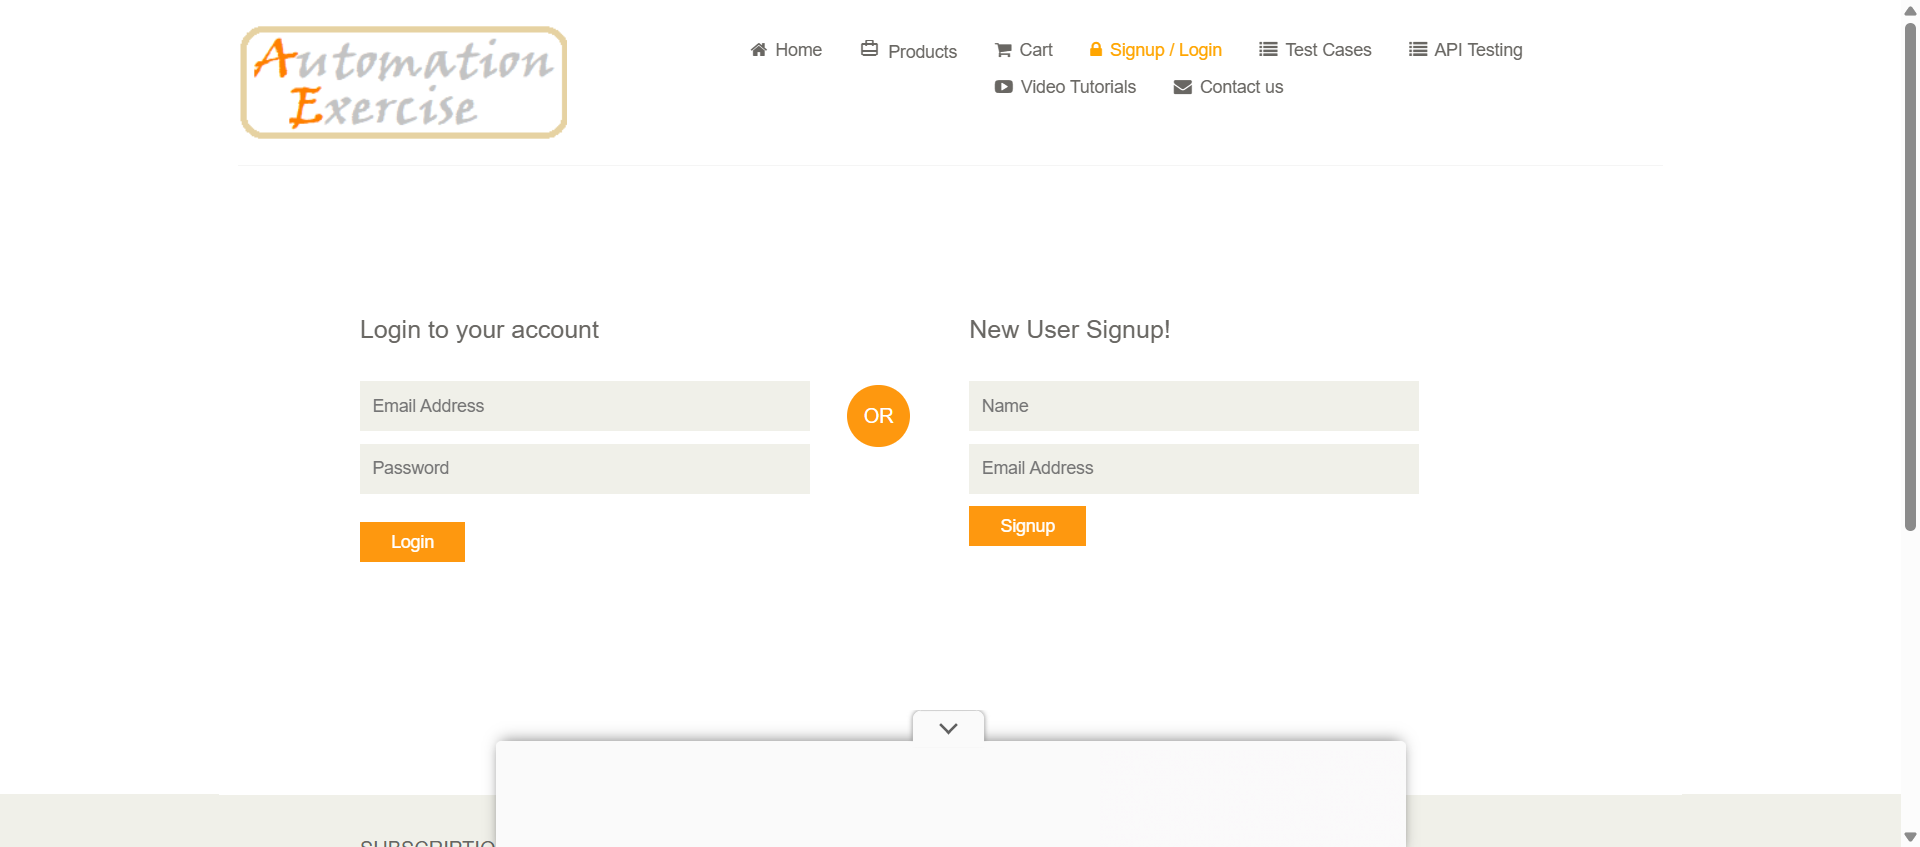 Automation
Exercise
Home Products Cart Signup / Login Test Cases API Testing
Video Tutorials Contact us
Login to your account
Email Address
Password
Login
OR
New User Signup!
Name
Email Address
Signup